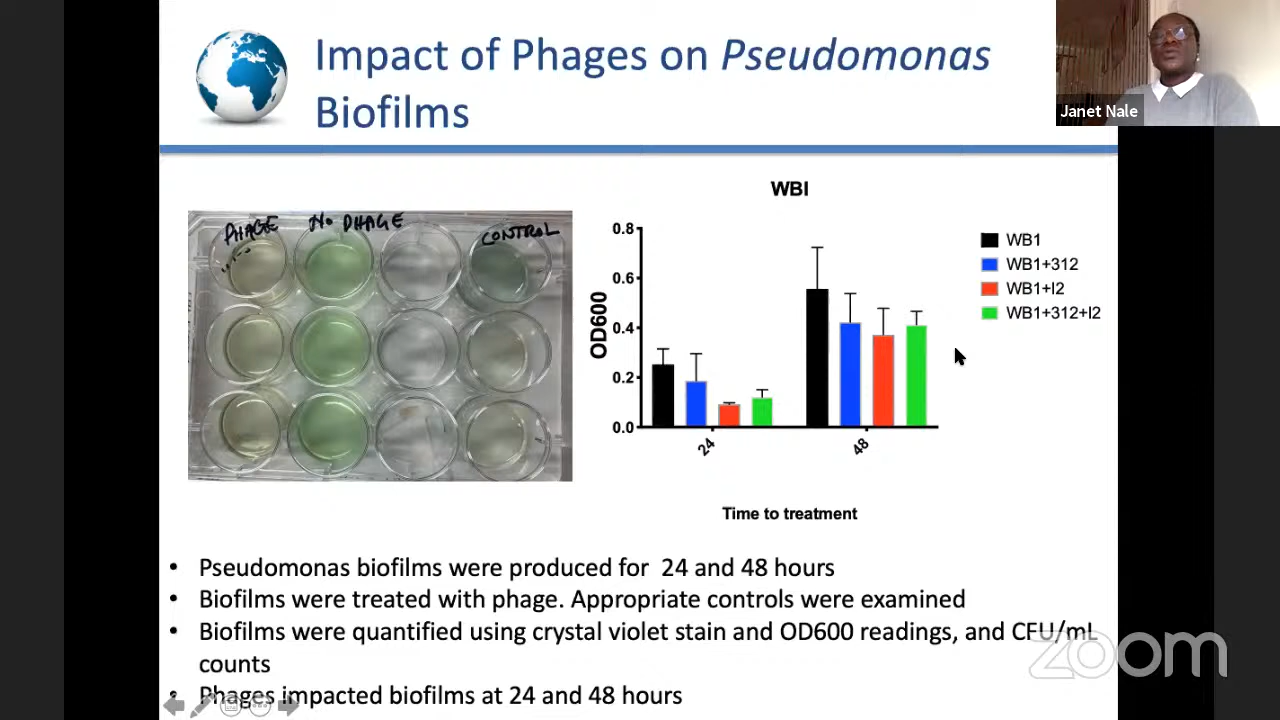 Impact of Phages on Pseudomonas
Biofilms
Janet Nale
PHAGE
No PHAGE
CONTROL
WBI
0.8
0.6
0.4
0.2
0.0
OD600
24
48
Time to treatment
WB1
WB1+312
WB1+I2
WB1+312+I2
• Pseudomonas biofilms were produced for 24 and 48 hours
• Biofilms were treated with phage. Appropriate controls were examined
• Biofilms were quantified using crystal violet stain and OD600 readings, and CFU/mL
counts
• Phages impacted biofilms at 24 and 48 hours
zoom